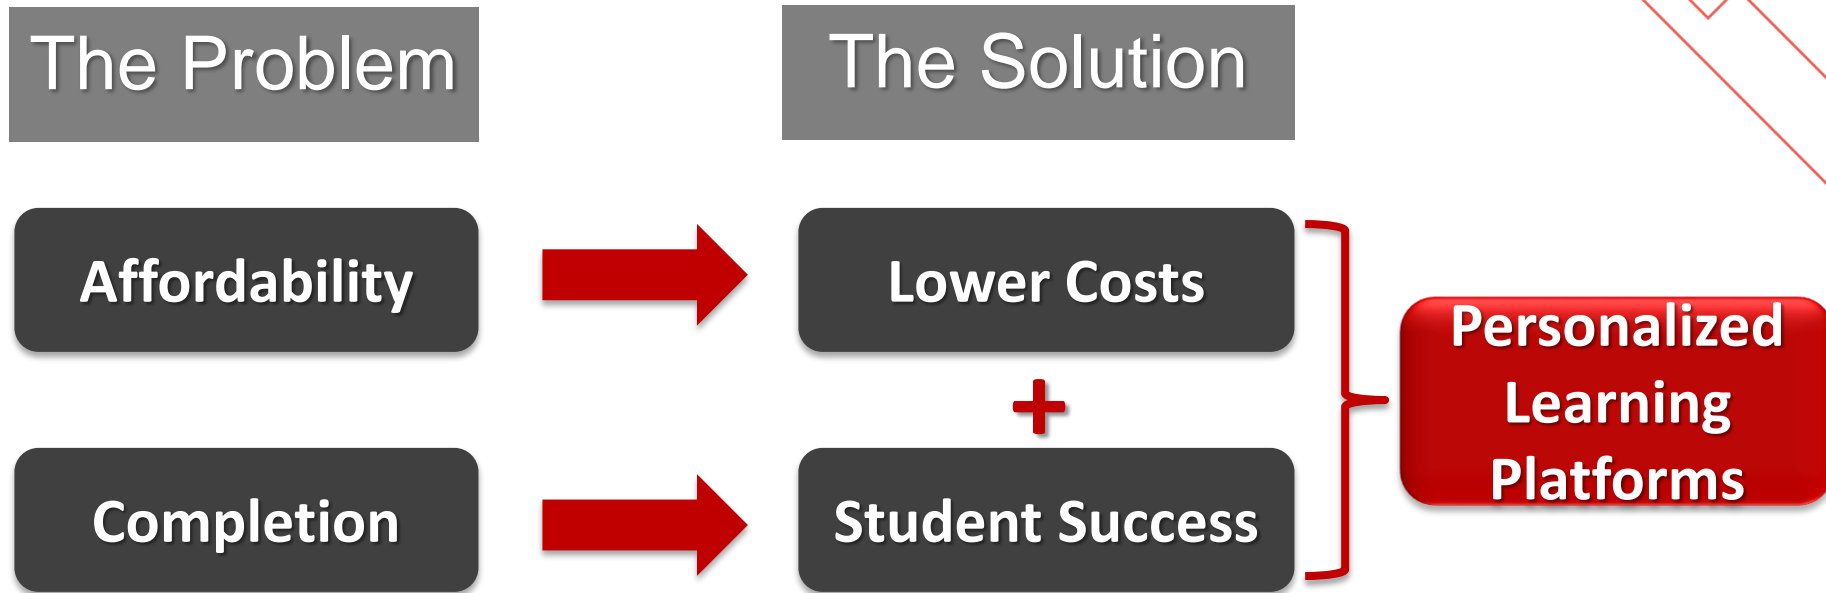 The Problem
The Solution
Affordability
Lower Costs
+
Completion
Student Success
Personalized
Learning
Platforms